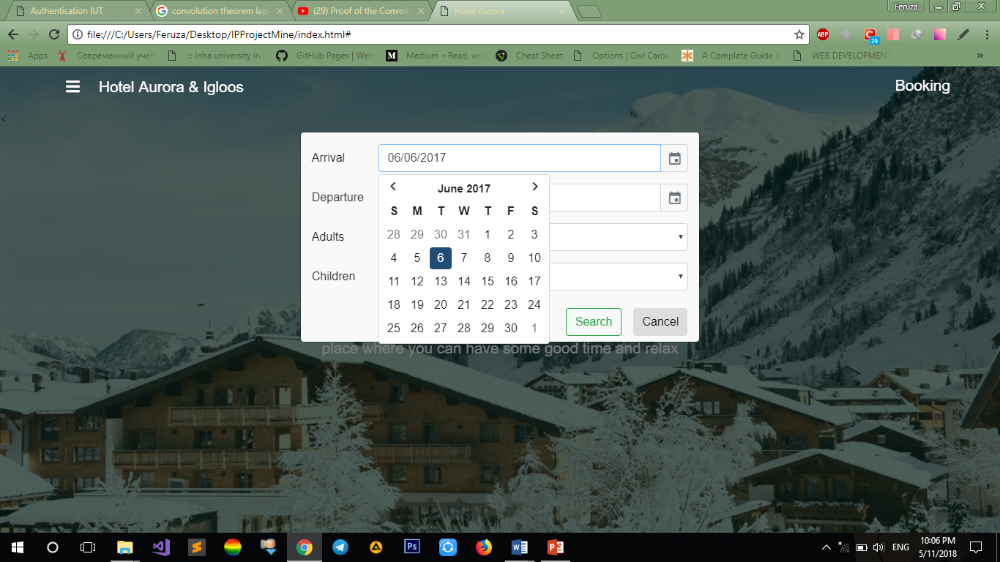 Authentication IUT
convolution theorem lapl
(29) Proof of the Convolu
Hotel Aurora
Feruza
file:///C:/Users/Feruza/Desktop/IPProjectMine/index.html#
ABP
29
Apps
Современный учеб
::: Inha university in t
GitHub Pages | Webs
Medium – Read, writ
Cheat Sheet
Options | Owl Carou
A Complete Guide to
WEB DEVELOPMENT
»
Hotel Aurora & Igloos
Booking
<
Arrival
06/06/2017
Departure
Adults
Children
June 2017
S M T W T F S
28 29 30 31 1 2 3
4 5 6 7 8 9 10
11 12 13 14 15 16 17
18 19 20 21 22 23 24
25 26 27 28 29 30 1
Search
Cancel
place where you can have some good time and relax
Ps
ENG
10:06 PM
5/11/2018